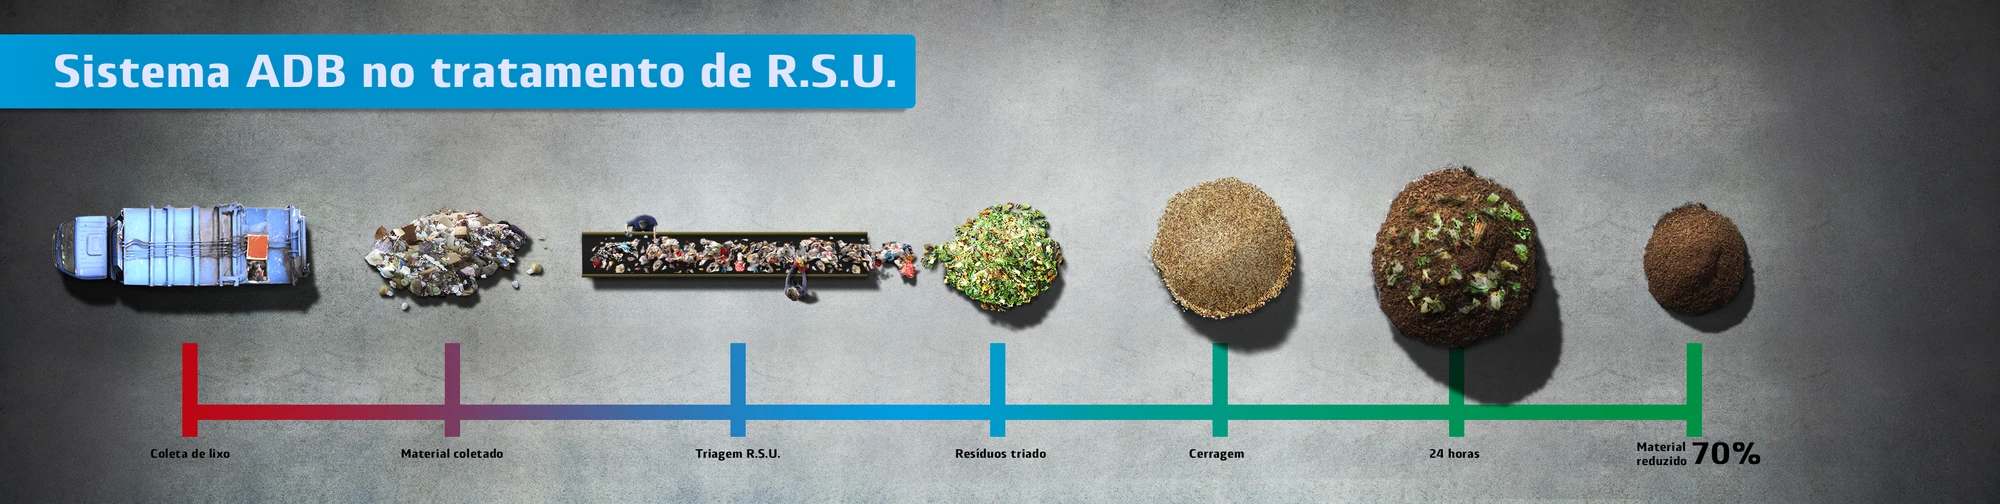 Sistema ADB no tratamento de R.S.U.
Coleta de lixo
Material coletado
Triagem R.S.U.
Resíduos triado
Cerragem
24 horas
Material
reduzido 70%